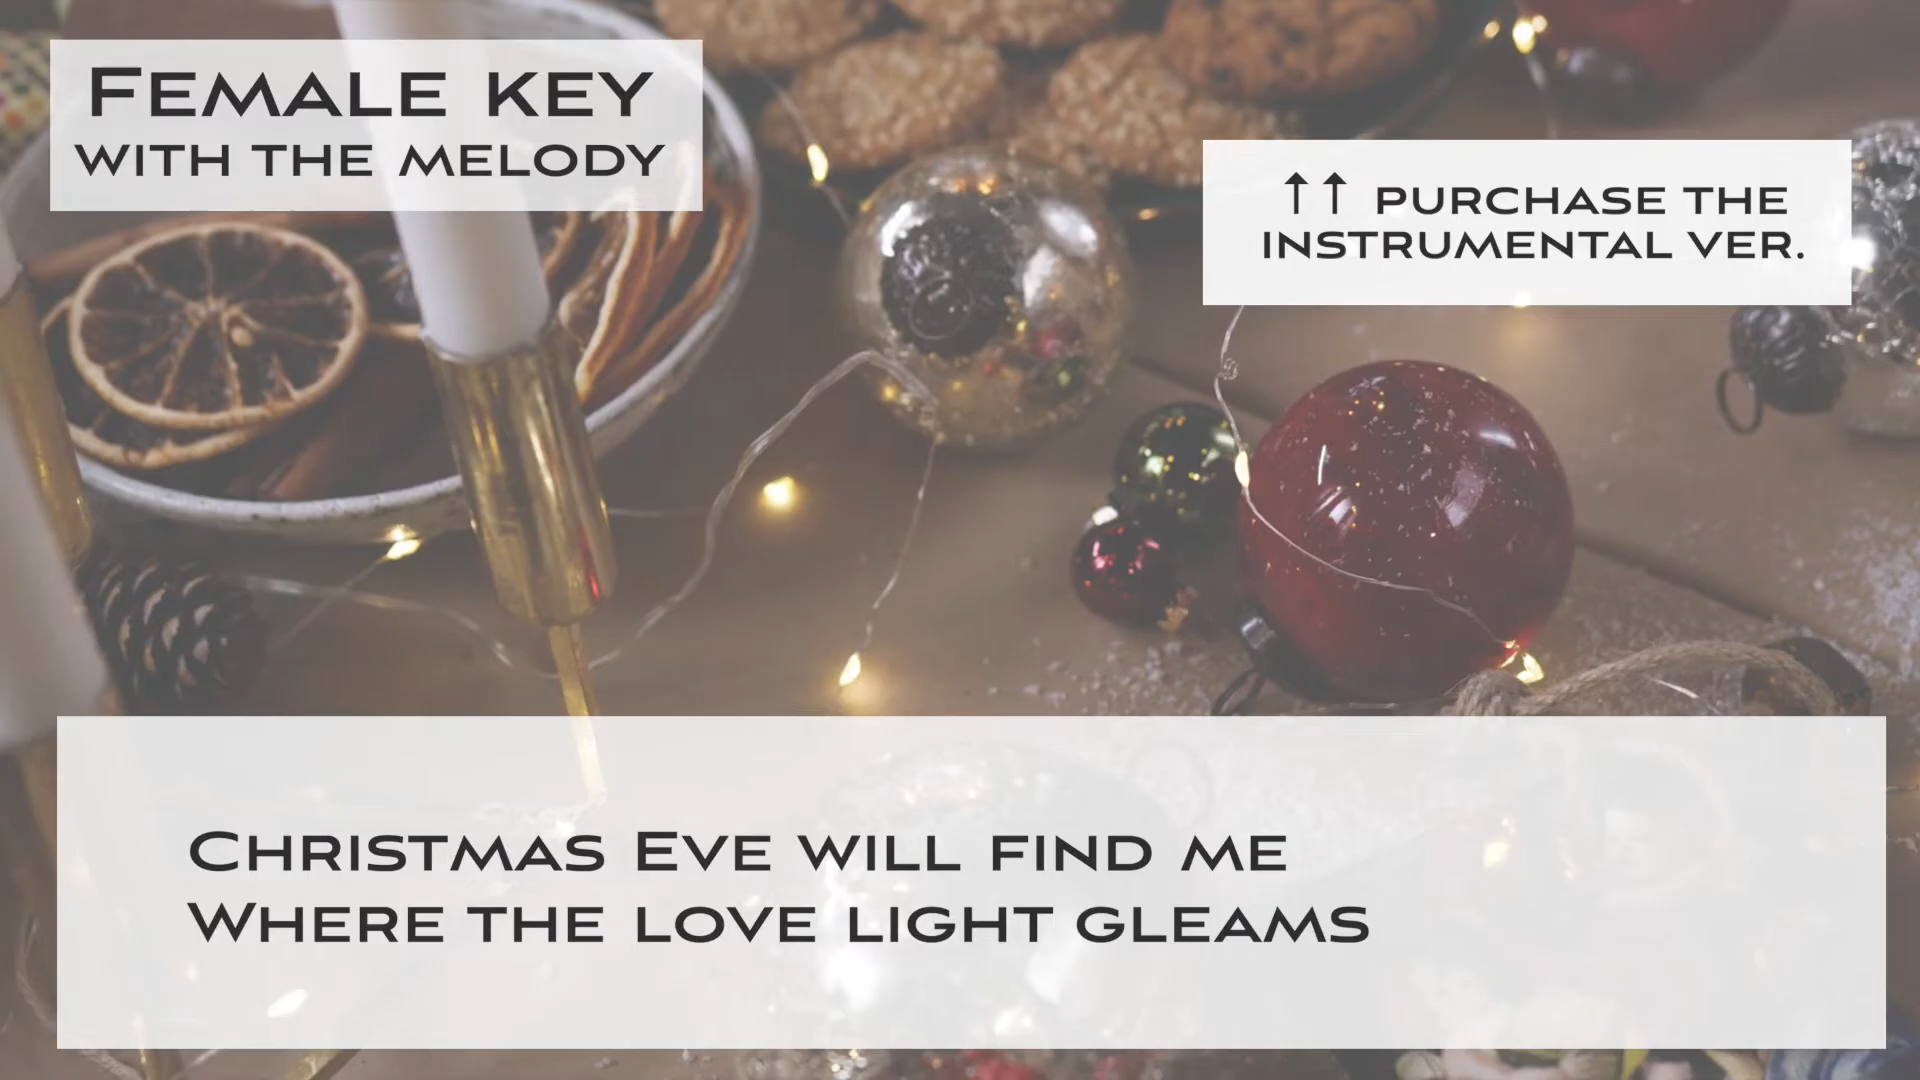 Female key
with the melody
↑↑ purchase the
instrumental ver.
Christmas Eve will find me
Where the love light gleams